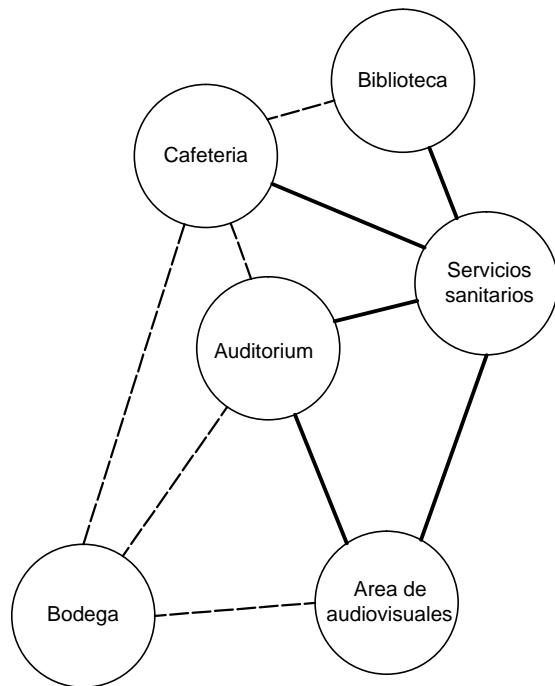 Biblioteca
Cafeteria
Servicios
sanitarios
Auditorium
Area de
audiovisuales
Bodega